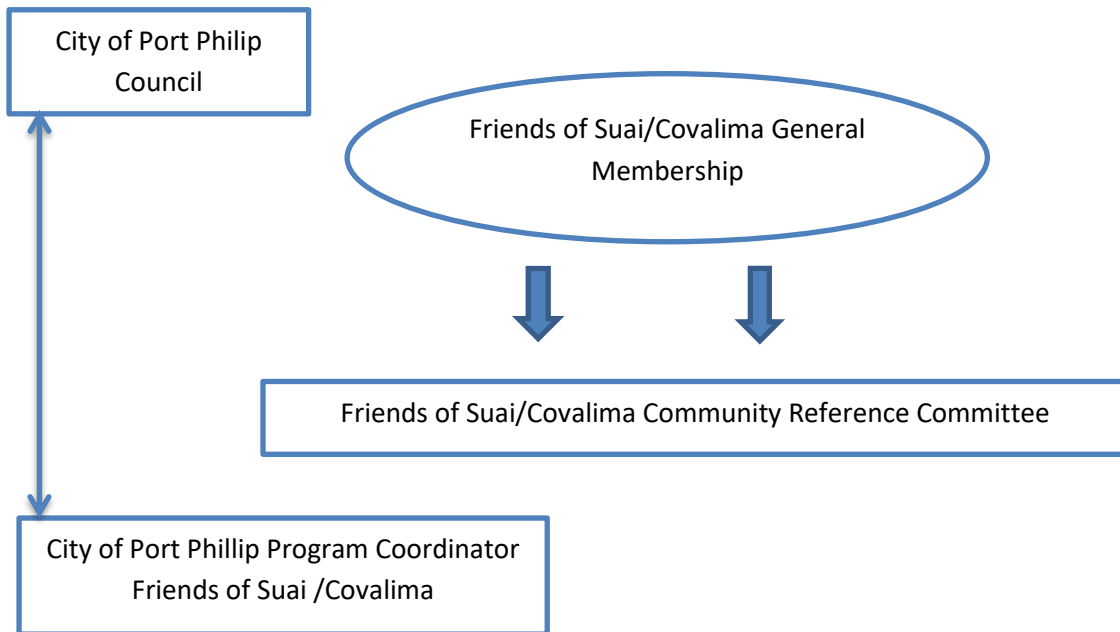 City of Port Philip
Council
Friends of Suai/Covalima General
Membership
Friends of Suai/Covalima Community Reference Committee
City of Port Phillip Program Coordinator
Friends of Suai /Covalima